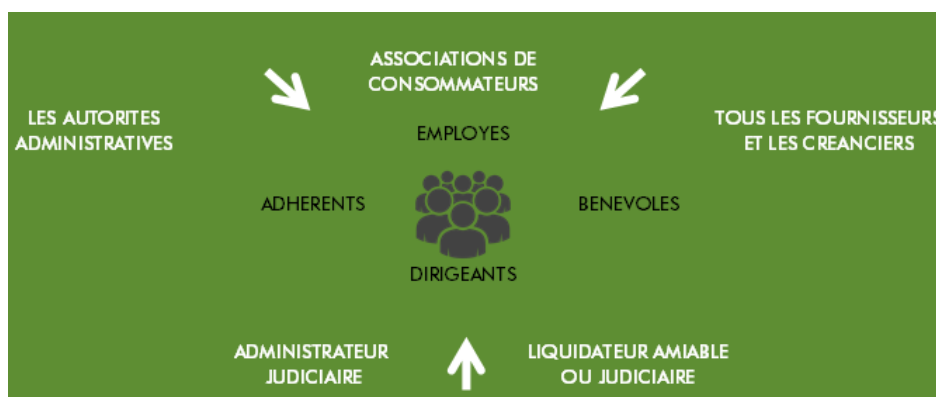 ASSOCIATIONS DE
CONSOMMATEURS
LES AUTORITES
ADMINISTRATIVES
EMPLOYES
TOUS LES FOURNISSEURS
ET LES CREANCIERS
ADHERENTS
BENEVOLES
DIRIGEANTS
ADMINISTRATEUR
JUDICIAIRE
LIQUIDATEUR AMIABLE
OU JUDICIAIRE